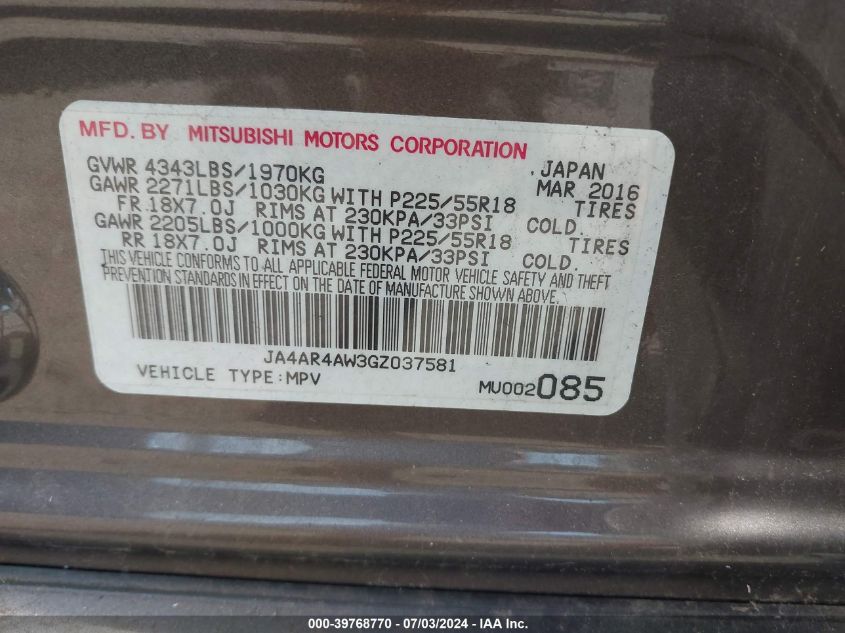 MFD. BY MITSUBISHI MOTORS CORPORATION
GVWR 4343LBS/1970KG JAPAN
GAWR 2271LBS/1030KG WITH P225/55R18 MAR 2016
FR 18X7.0J RIMS AT 230KPA/33PSI TIRES COLD.
GAWR 2205LBS/1000KG WITH P225/55R18 TIRES
RR 18X7.0J RIMS AT 230KPA/33PSI COLD.
THIS VEHICLE CONFORMS TO ALL APPLICABLE FEDERAL MOTOR VEHICLE SAFETY AND THEFT
PREVENTION STANDARDS IN EFFECT ON THE DATE OF MANUFACTURE SHOWN ABOVE.
JA4AR4AW3GZ037581
VEHICLE TYPE:MPV MU002085
000-39768770 | 07/03/2024 | © IAA, Inc.